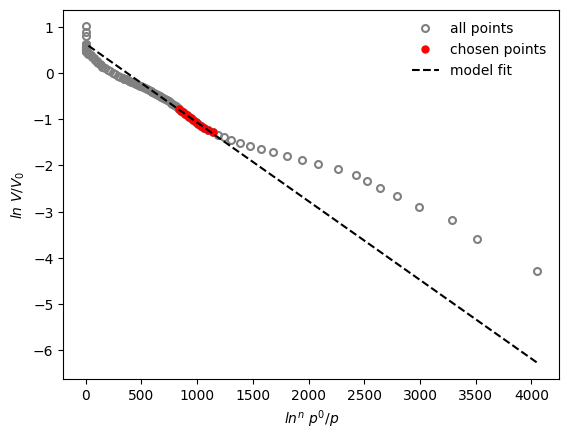 1
0
−1
−2
−3
−4
−5
−6
ln V/V₀
all points
chosen points
model fit
0 500 1000 1500 2000 2500 3000 3500 4000
lnⁿ p⁰/p